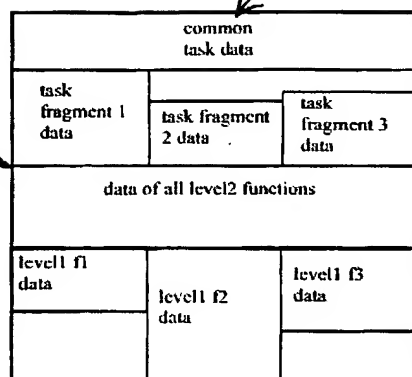 common
task data
task
fragment 1
data
task fragment
2 data
task
fragment 3
data
data of all level2 functions
level1 f1
data
level1 f2
data
level1 f3
data